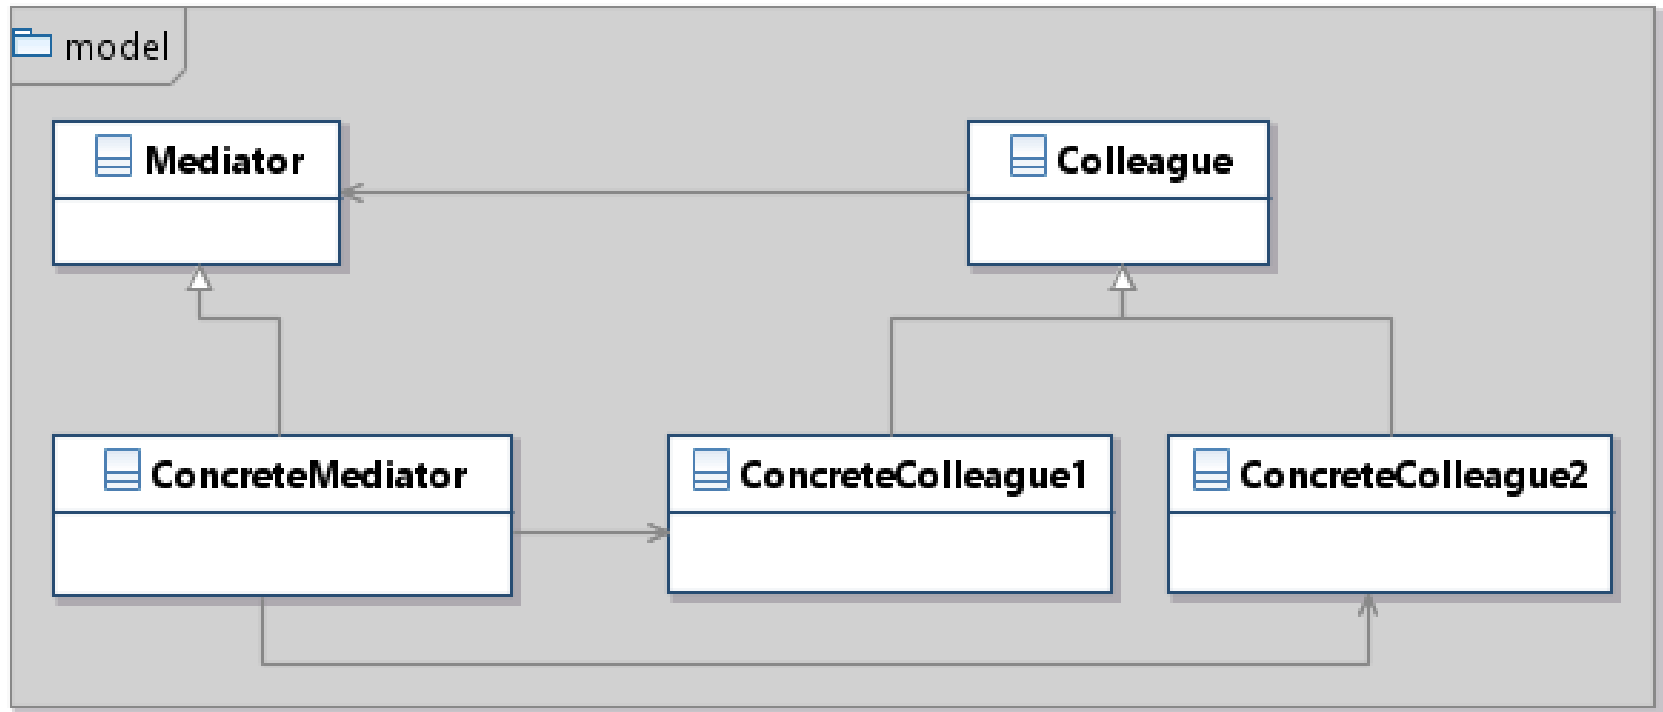 model
Mediator
Colleague
ConcreteMediator
ConcreteColleague1
ConcreteColleague2